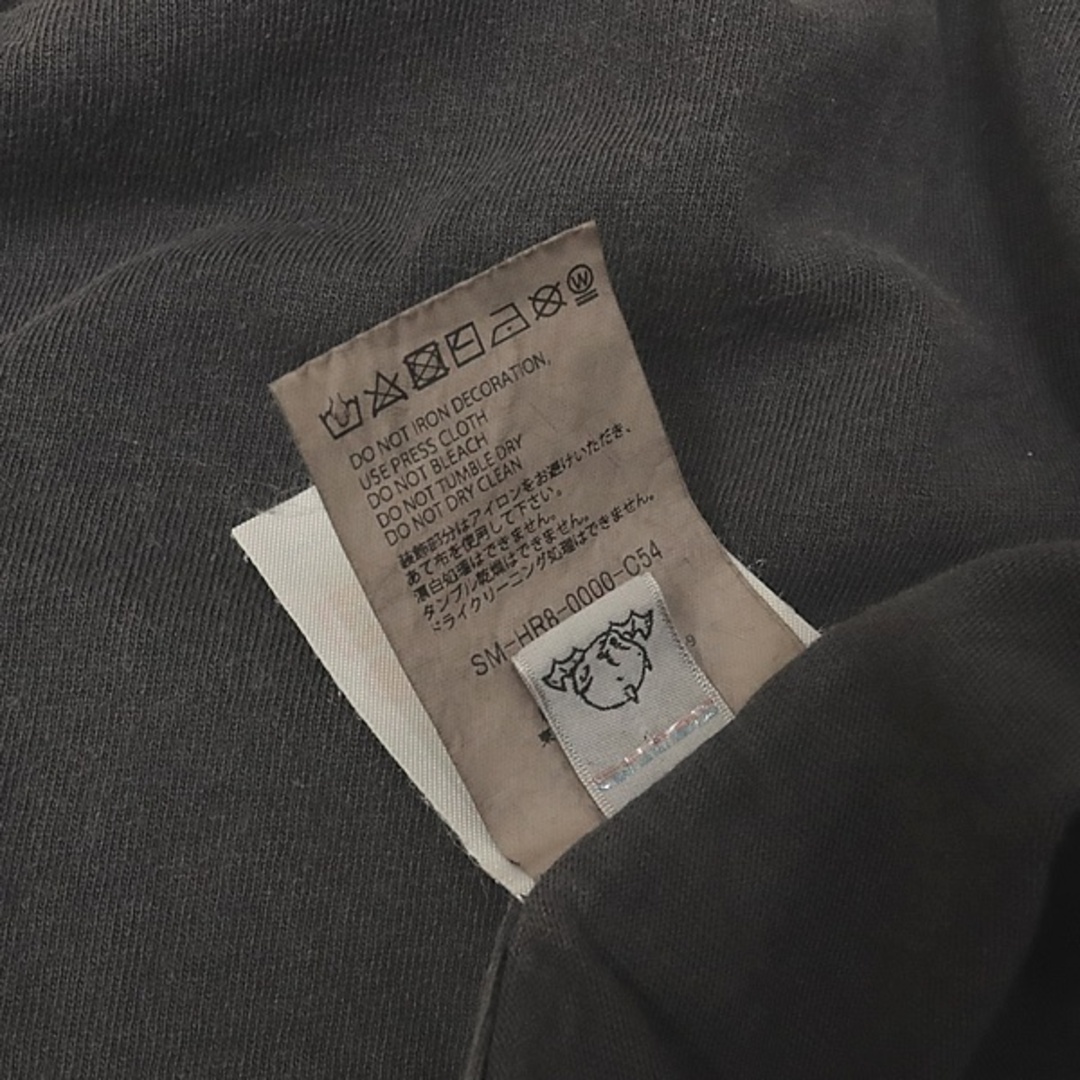 W
DO NOT IRON DECORATION,
USE PRESS CLOTH
DO NOT BLEACH
DO NOT TUMBLE DRY
DO NOT DRY CLEAN
装飾部分はアイロンをお避けいただき、
あて布を使用して下さい。
漂白処理はできません。
タンブル乾燥はできません。
ドライクリーニング処理はできません。
SM-HR8-0000-C54